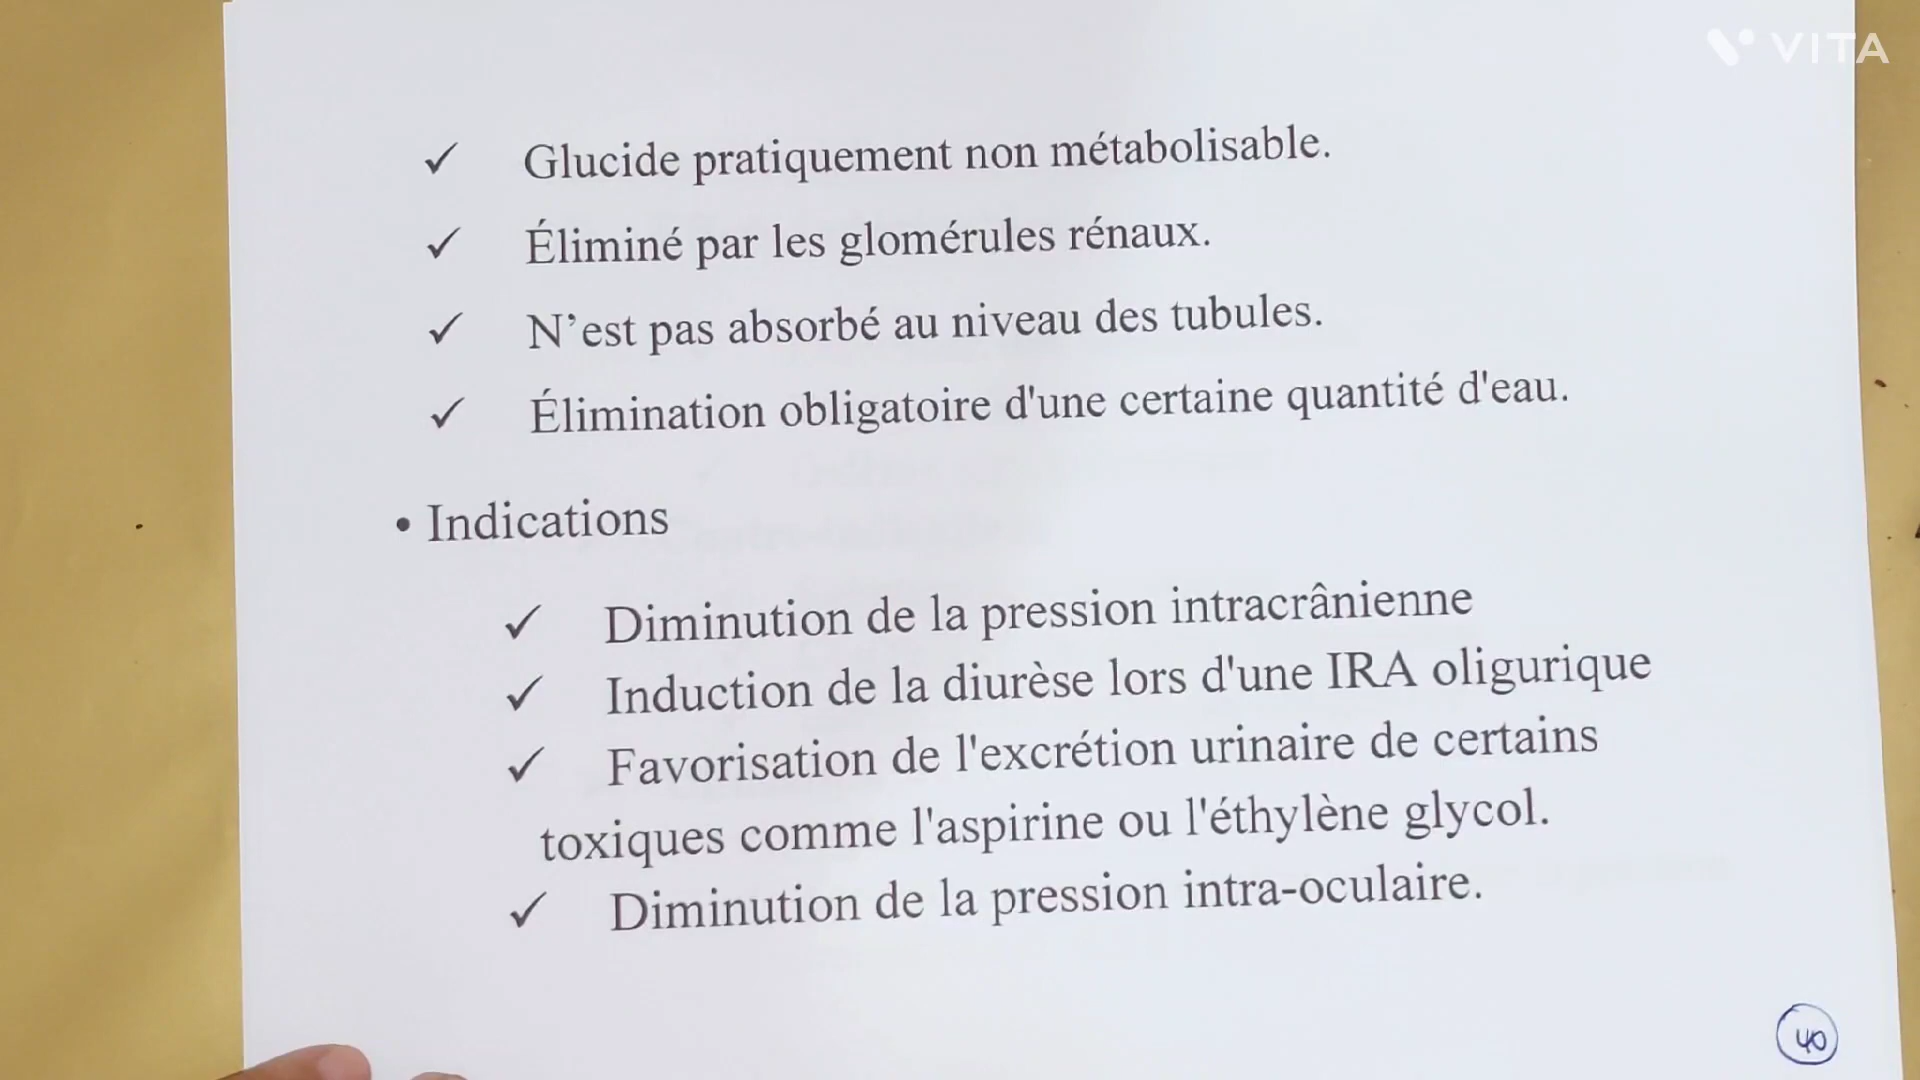 VITA
✓ Glucide pratiquement non métabolisable.
✓ Éliminé par les glomérules rénaux.
✓ N'est pas absorbé au niveau des tubules.
✓ Élimination obligatoire d'une certaine quantité d'eau.
• Indications
✓ Diminution de la pression intracrânienne
✓ Induction de la diurèse lors d'une IRA oligurique
✓ Favorisation de l'excrétion urinaire de certains
toxiques comme l'aspirine ou l'éthylène glycol.
✓ Diminution de la pression intra-oculaire.
40